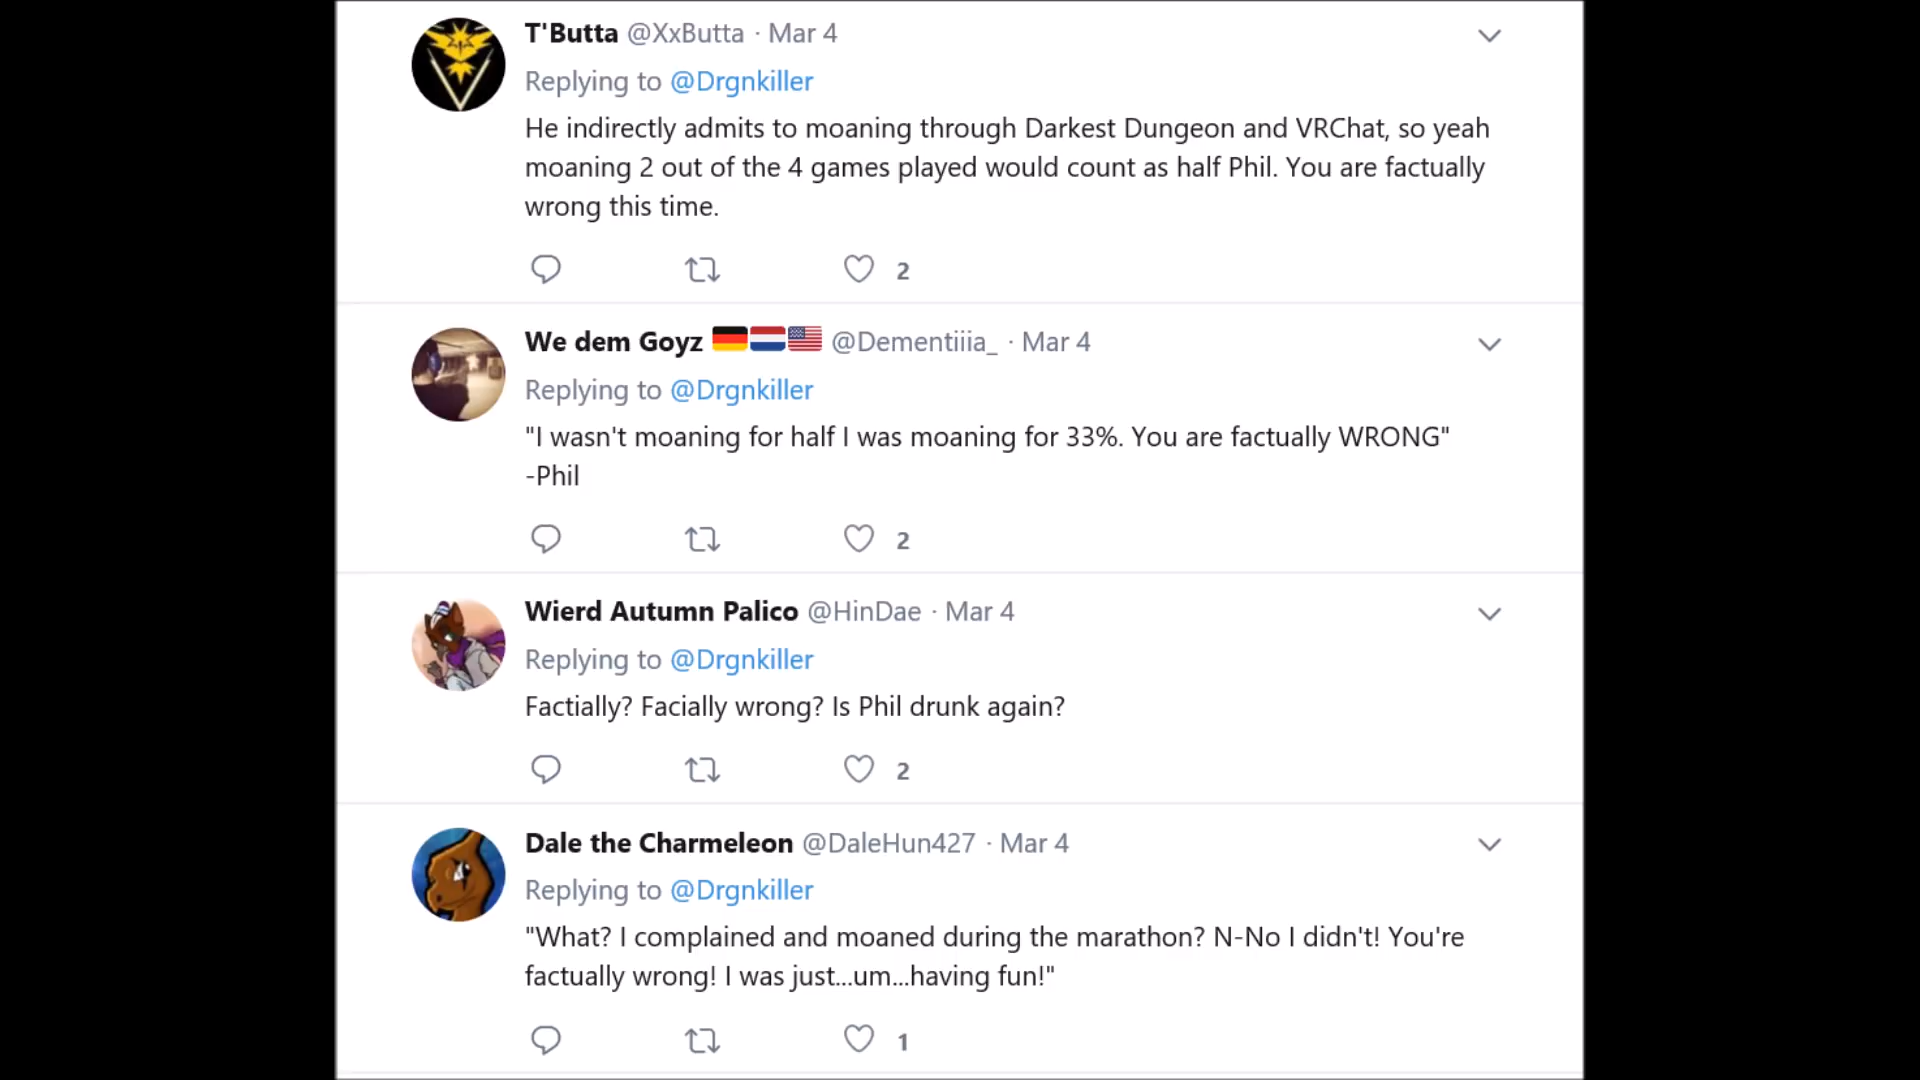 T'Butta @XxButta · Mar 4
Replying to @Drgnkiller
He indirectly admits to moaning through Darkest Dungeon and VRChat, so yeah
moaning 2 out of the 4 games played would count as half Phil. You are factually
wrong this time.
2
We dem Goyz 🇩🇪🇳🇱🇺🇸 @Dementiiia_ · Mar 4
Replying to @Drgnkiller
"I wasn't moaning for half I was moaning for 33%. You are factually WRONG"
-Phil
2
Wierd Autumn Palico @HinDae · Mar 4
Replying to @Drgnkiller
Factially? Facially wrong? Is Phil drunk again?
2
Dale the Charmeleon @DaleHun427 · Mar 4
Replying to @Drgnkiller
"What? I complained and moaned during the marathon? N-No I didn't! You're
factually wrong! I was just...um...having fun!"
1